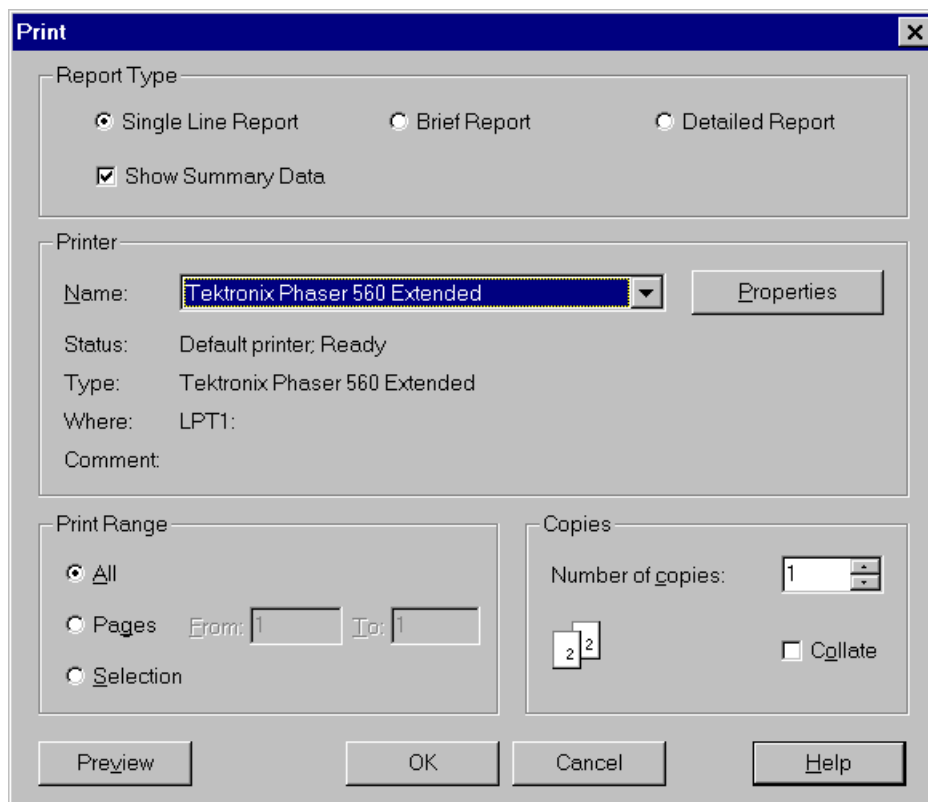 Print
Report Type
Single Line Report Brief Report Detailed Report
Show Summary Data
Printer
Name: Tektronix Phaser 560 Extended Properties
Status: Default printer; Ready
Type: Tektronix Phaser 560 Extended
Where: LPT1:
Comment:
Print Range
All
Pages From: 1 To: 1
Selection
Copies
Number of copies: 1
2 2
Collate
Preview OK Cancel Help